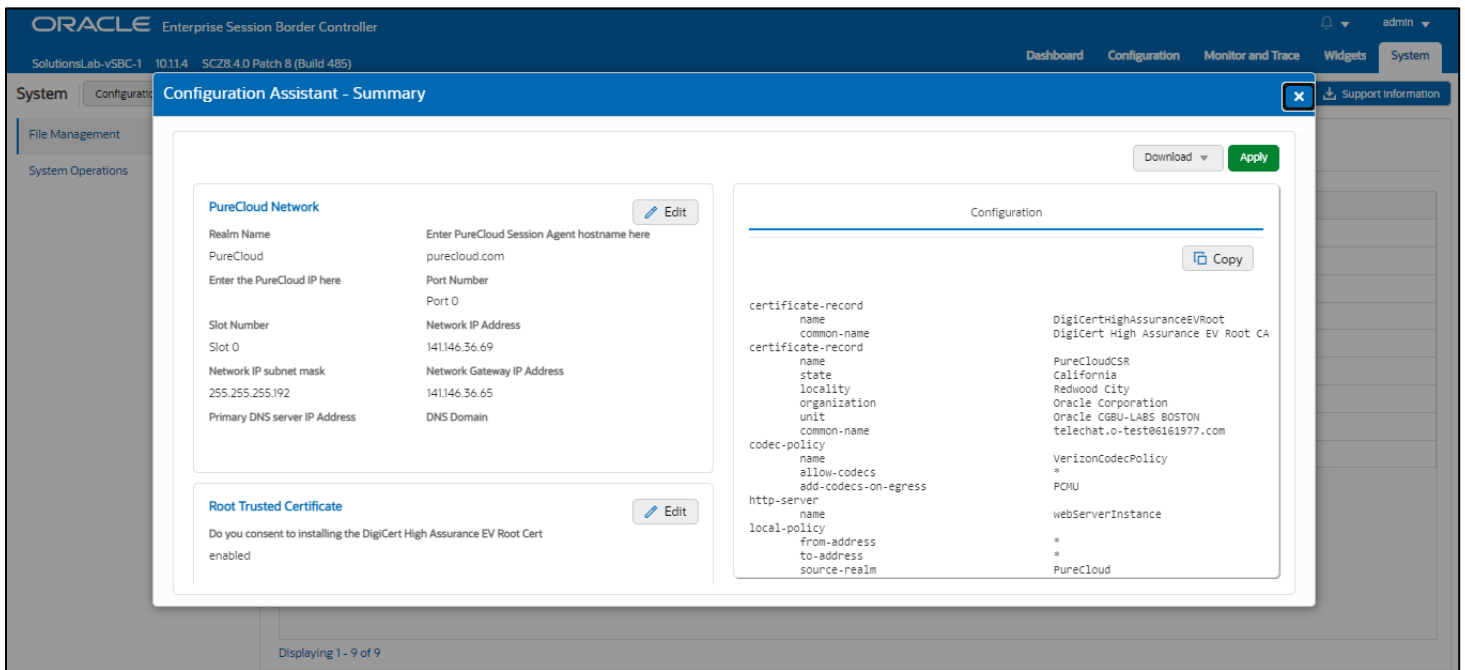 ORACLE Enterprise Session Border Controller
admin
SolutionsLab-vSBC-1 10.1.1.4 SCZ8.4.0 Patch 8 (Build 485)
Dashboard Configuration Monitor and Trace Widgets System
System
Configuration Assistant - Summary
Support Information
File Management
System Operations
Download Apply
PureCloud Network
Edit
Realm Name Enter PureCloud Session Agent hostname here
PureCloud purecloud.com
Enter the PureCloud IP here Port Number
Port 0
Slot Number Network IP Address
Slot 0 141.146.36.69
Network IP subnet mask Network Gateway IP Address
255.255.255.192 141.146.36.65
Primary DNS server IP Address DNS Domain
Root Trusted Certificate
Edit
Do you consent to installing the DigiCert High Assurance EV Root Cert
enabled
Configuration
Copy
certificate-record
name DigiCertHighAssuranceEVRoot
common-name DigiCert High Assurance EV Root CA
certificate-record
name PureCloudCSR
state California
locality Redwood City
organization Oracle Corporation
unit Oracle CGBU-LABS BOSTON
common-name telechat.o-test06161977.com
codec-policy
name VerizonCodecPolicy
allow-codecs *
add-codecs-on-egress PCMU
http-server
name webServerInstance
local-policy
from-address *
to-address *
source-realm PureCloud
Displaying 1 - 9 of 9